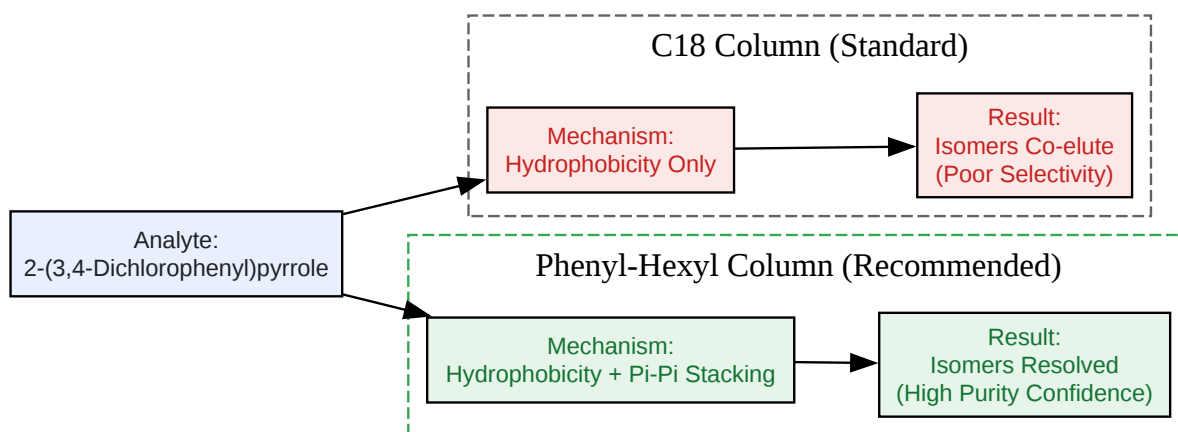 C18 Column (Standard)
Mechanism:
Hydrophobicity Only
Result:
Isomers Co-elute
(Poor Selectivity)
Analyte:
2-(3,4-Dichlorophenyl)pyrrole
Phenyl-Hexyl Column (Recommended)
Mechanism:
Hydrophobicity + Pi-Pi Stacking
Result:
Isomers Resolved
(High Purity Confidence)